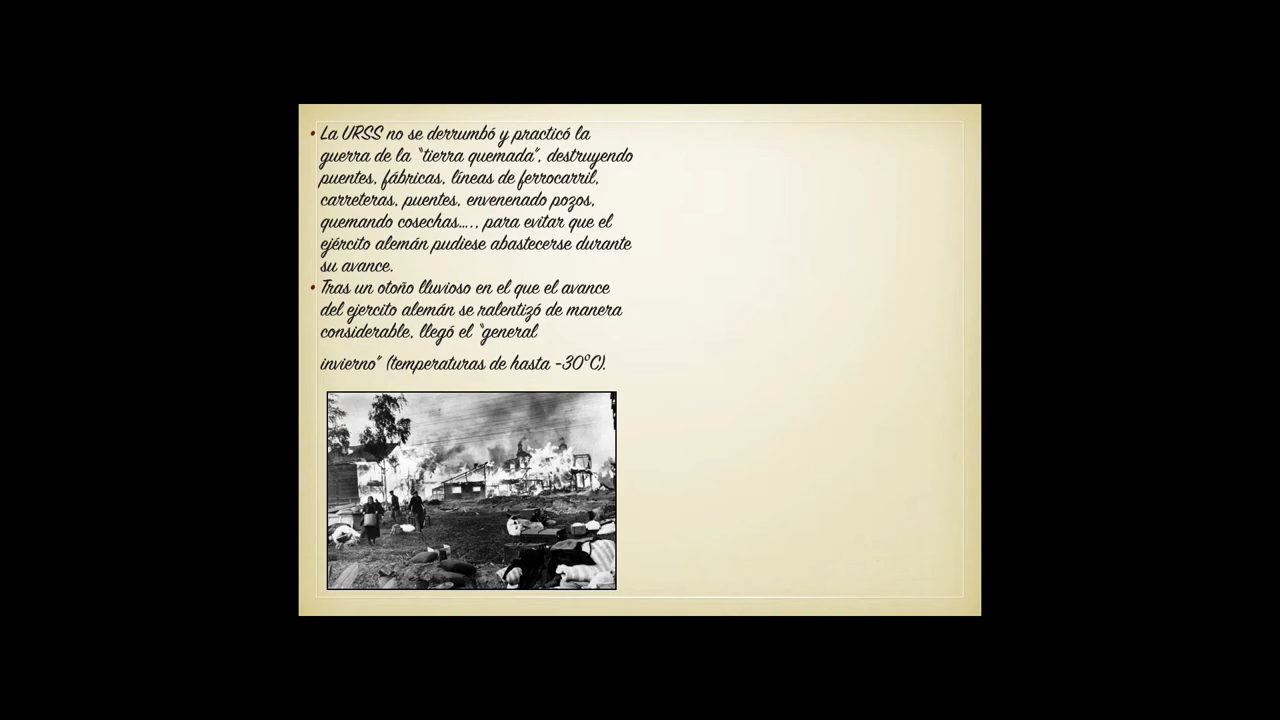 • La URSS no se derrumbó y practicó la
guerra de la "tierra quemada", destruyendo
puentes, fábricas, líneas de ferrocarril,
carreteras, puentes, envenenado pozos,
quemando cosechas...., para evitar que el
ejército alemán pudiese abastecerse durante
su avance.
• Tras un otoño lluvioso en el que el avance
del ejercito alemán se ralentizó de manera
considerable, llegó el "general
invierno" (temperaturas de hasta -30°C).